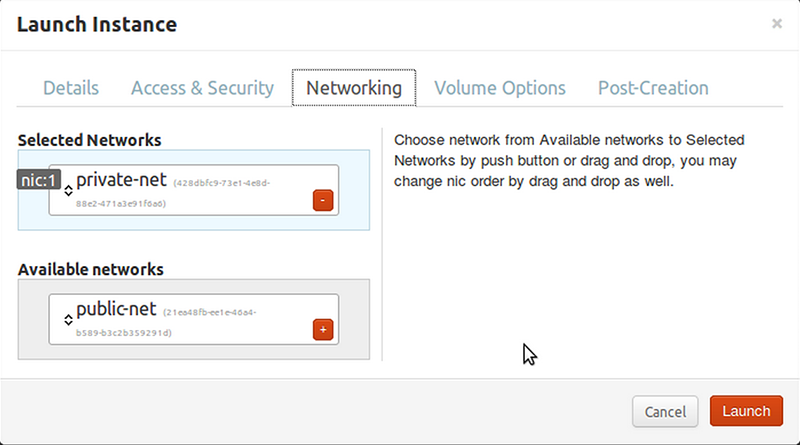 Launch Instance
×
Details
Access & Security
Networking
Volume Options
Post-Creation
Selected Networks
nic:1
private-net (428dbfc9-73e1-4e8d-
88e2-471a3e91f6a6)
-
Available networks
public-net (21ea48fb-ee1e-46a4-
b589-b3c2b359291d)
+
Choose network from Available networks to Selected
Networks by push button or drag and drop, you may
change nic order by drag and drop as well.
Cancel
Launch